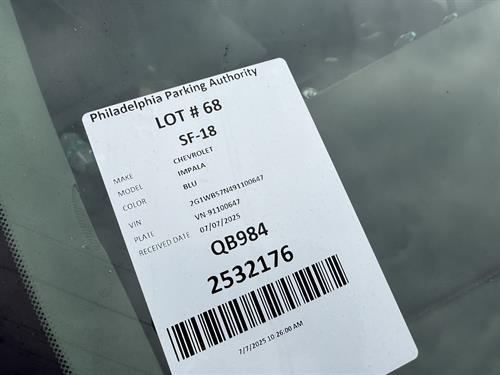 Philadelphia Parking Authority
LOT # 68
SF-18
MAKE CHEVROLET
MODEL IMPALA
COLOR BLU
VIN 2G1WB57N491100647
PLATE VN 91100647
RECEIVED DATE 07/07/2025
QB984
2532176
7/7/2025 10:26:00 AM